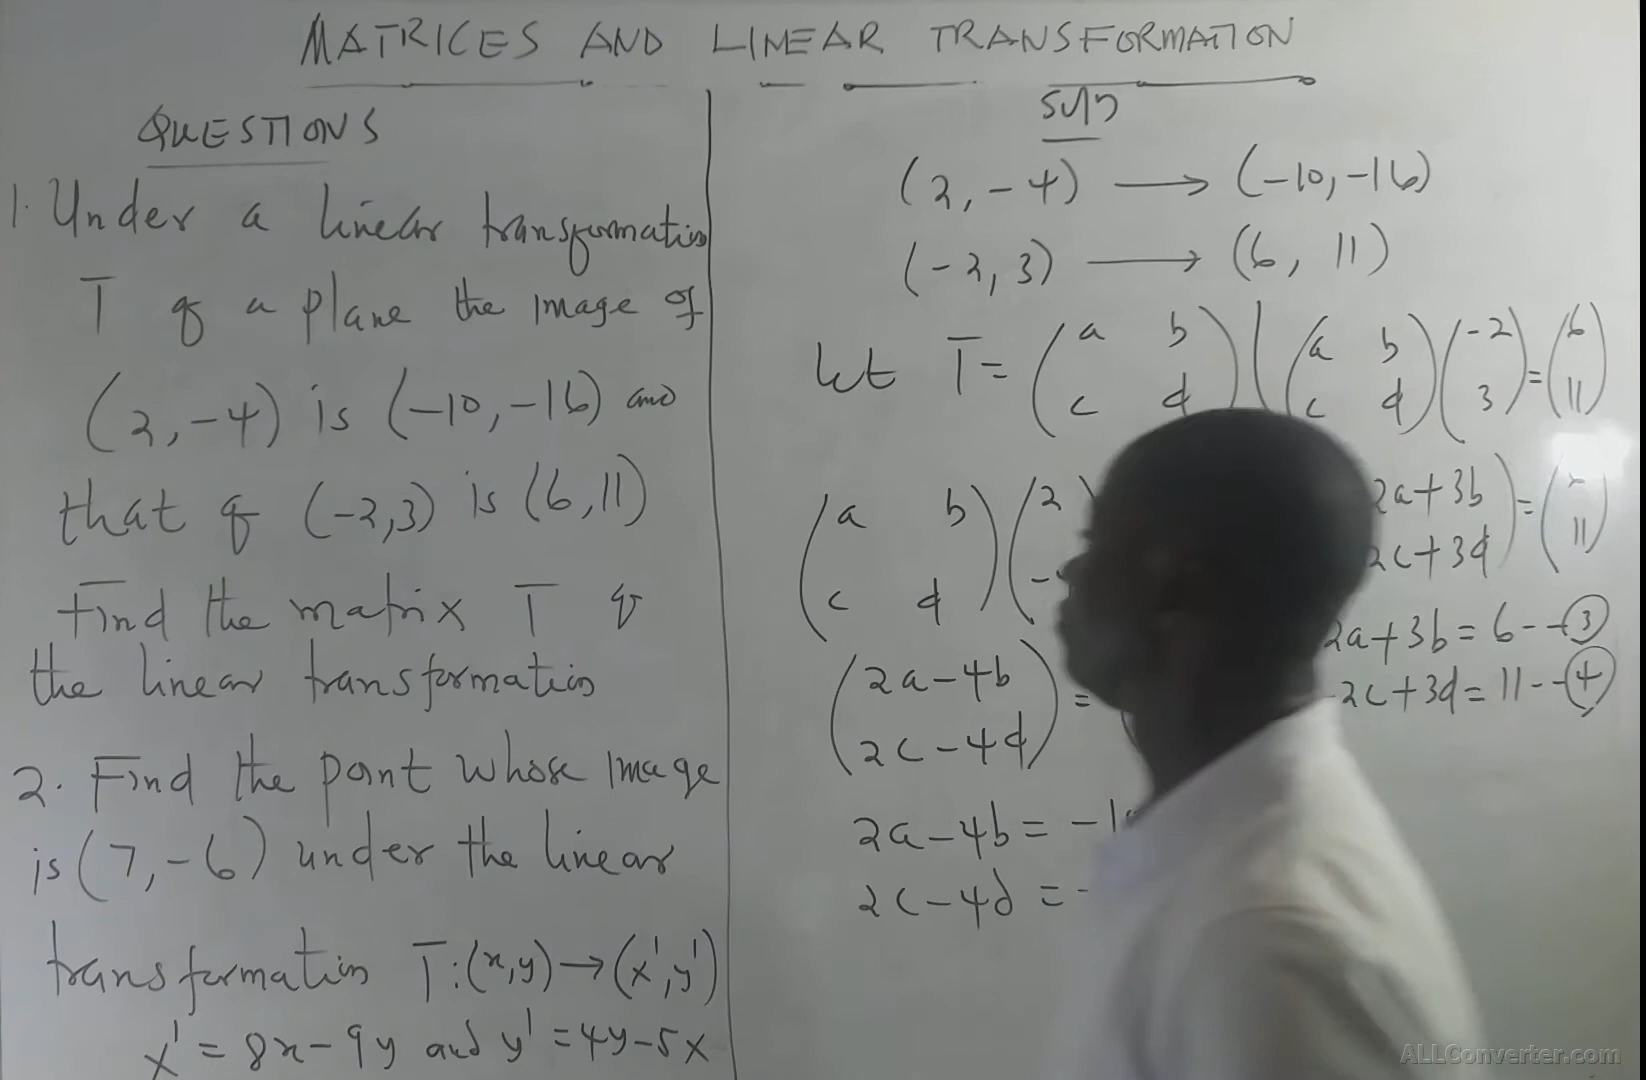 MATRICES AND LINEAR TRANSFORMATION
QUESTIONS
1. Under a linear transformation
T of a plane the image of
(2,-4) is (-10,-16) and
that of (-2,3) is (6,11)
Find the matrix T of
the linear transformation
2. Find the point whose image
is (7,-6) under the linear
transformation T:(x,y)→(x',y')
x' = 8x-9y and y' = 4y-5x
Soln
(2, -4) → (-10,-16)
(-2, 3) → (6, 11)
let T= (a b
c d)
(a b
c d) (-2
3) = (6
11)
(a b
c d) (2
2a+3b
2c+3d) = (
11)
(2a-4b
2c-4d) =
2a+3b = 6--③
-2c+3d = 11--④
2a-4b = -1
2c-4d = -
ALLConverter.com